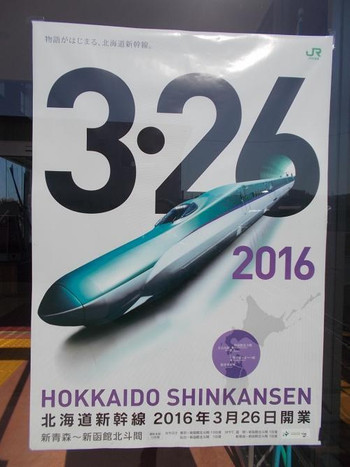 物語がはじまる、北海道新幹線。
JR
3・26
2016
HOKKAIDO SHINKANSEN
北海道新幹線 2016年3月26日開業
新青森～新函館北斗間